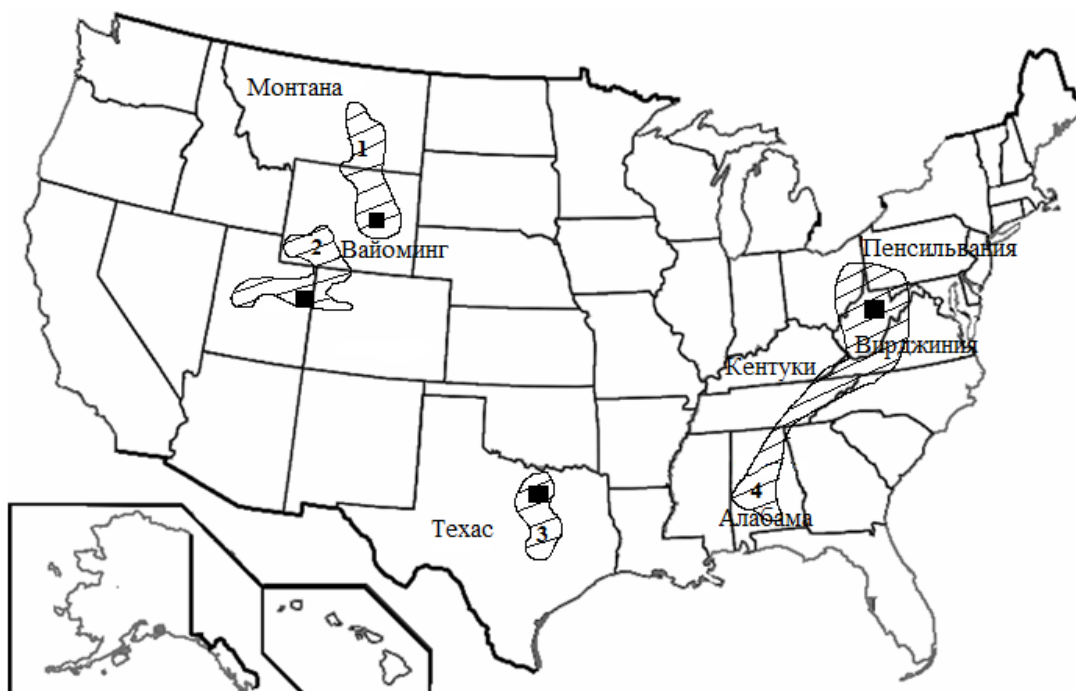 Монтана
1
2
Вайоминг
Пенсильвания
Вирджиния
Кентуки
4
Алабама
Техас
3